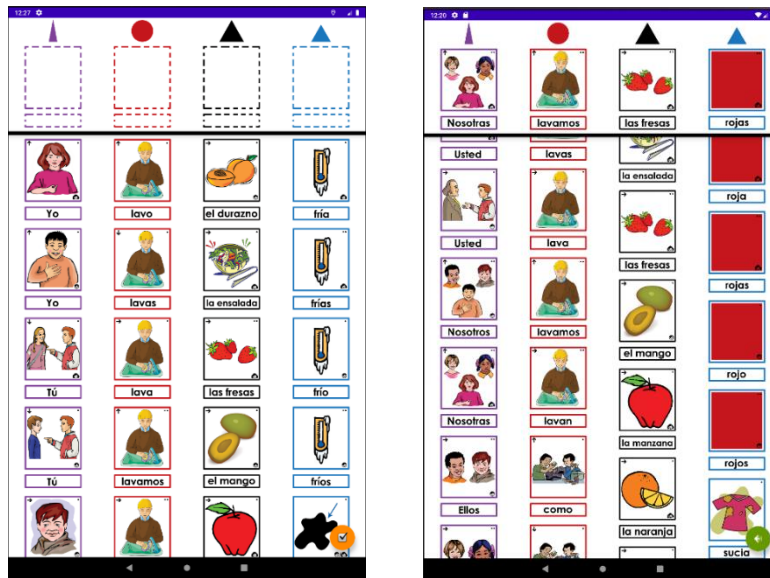 12:27
Yo lavo el durazno fría
Yo lavas la ensalada frías
Tú lava las fresas frío
Tú lavamos el mango fríos
12:20
Nosotras lavamos las fresas rojas
Usted lavas la ensalada roja
Usted lava las fresas rojas
Nosotros lavamos el mango rojo
Nosotras lavan la manzana rojos
Ellos como la naranja sucia